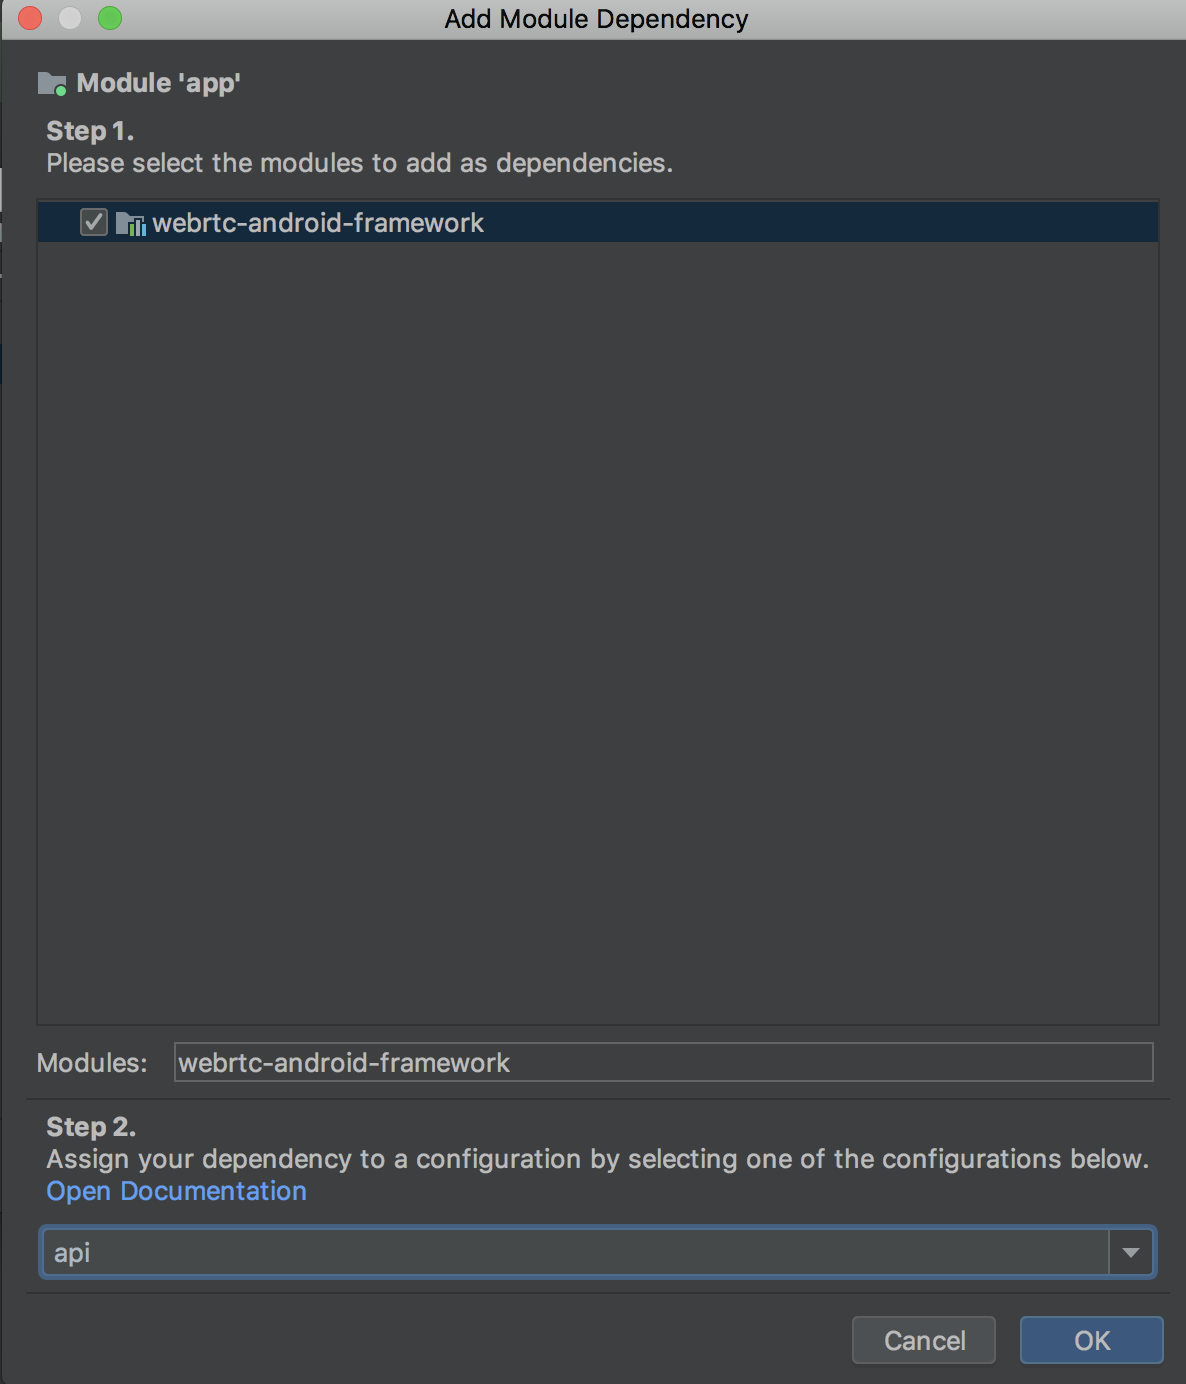 Add Module Dependency
Module 'app'
Step 1.
Please select the modules to add as dependencies.
webrtc-android-framework
Modules: webrtc-android-framework
Step 2.
Assign your dependency to a configuration by selecting one of the configurations below.
Open Documentation
api
Cancel OK